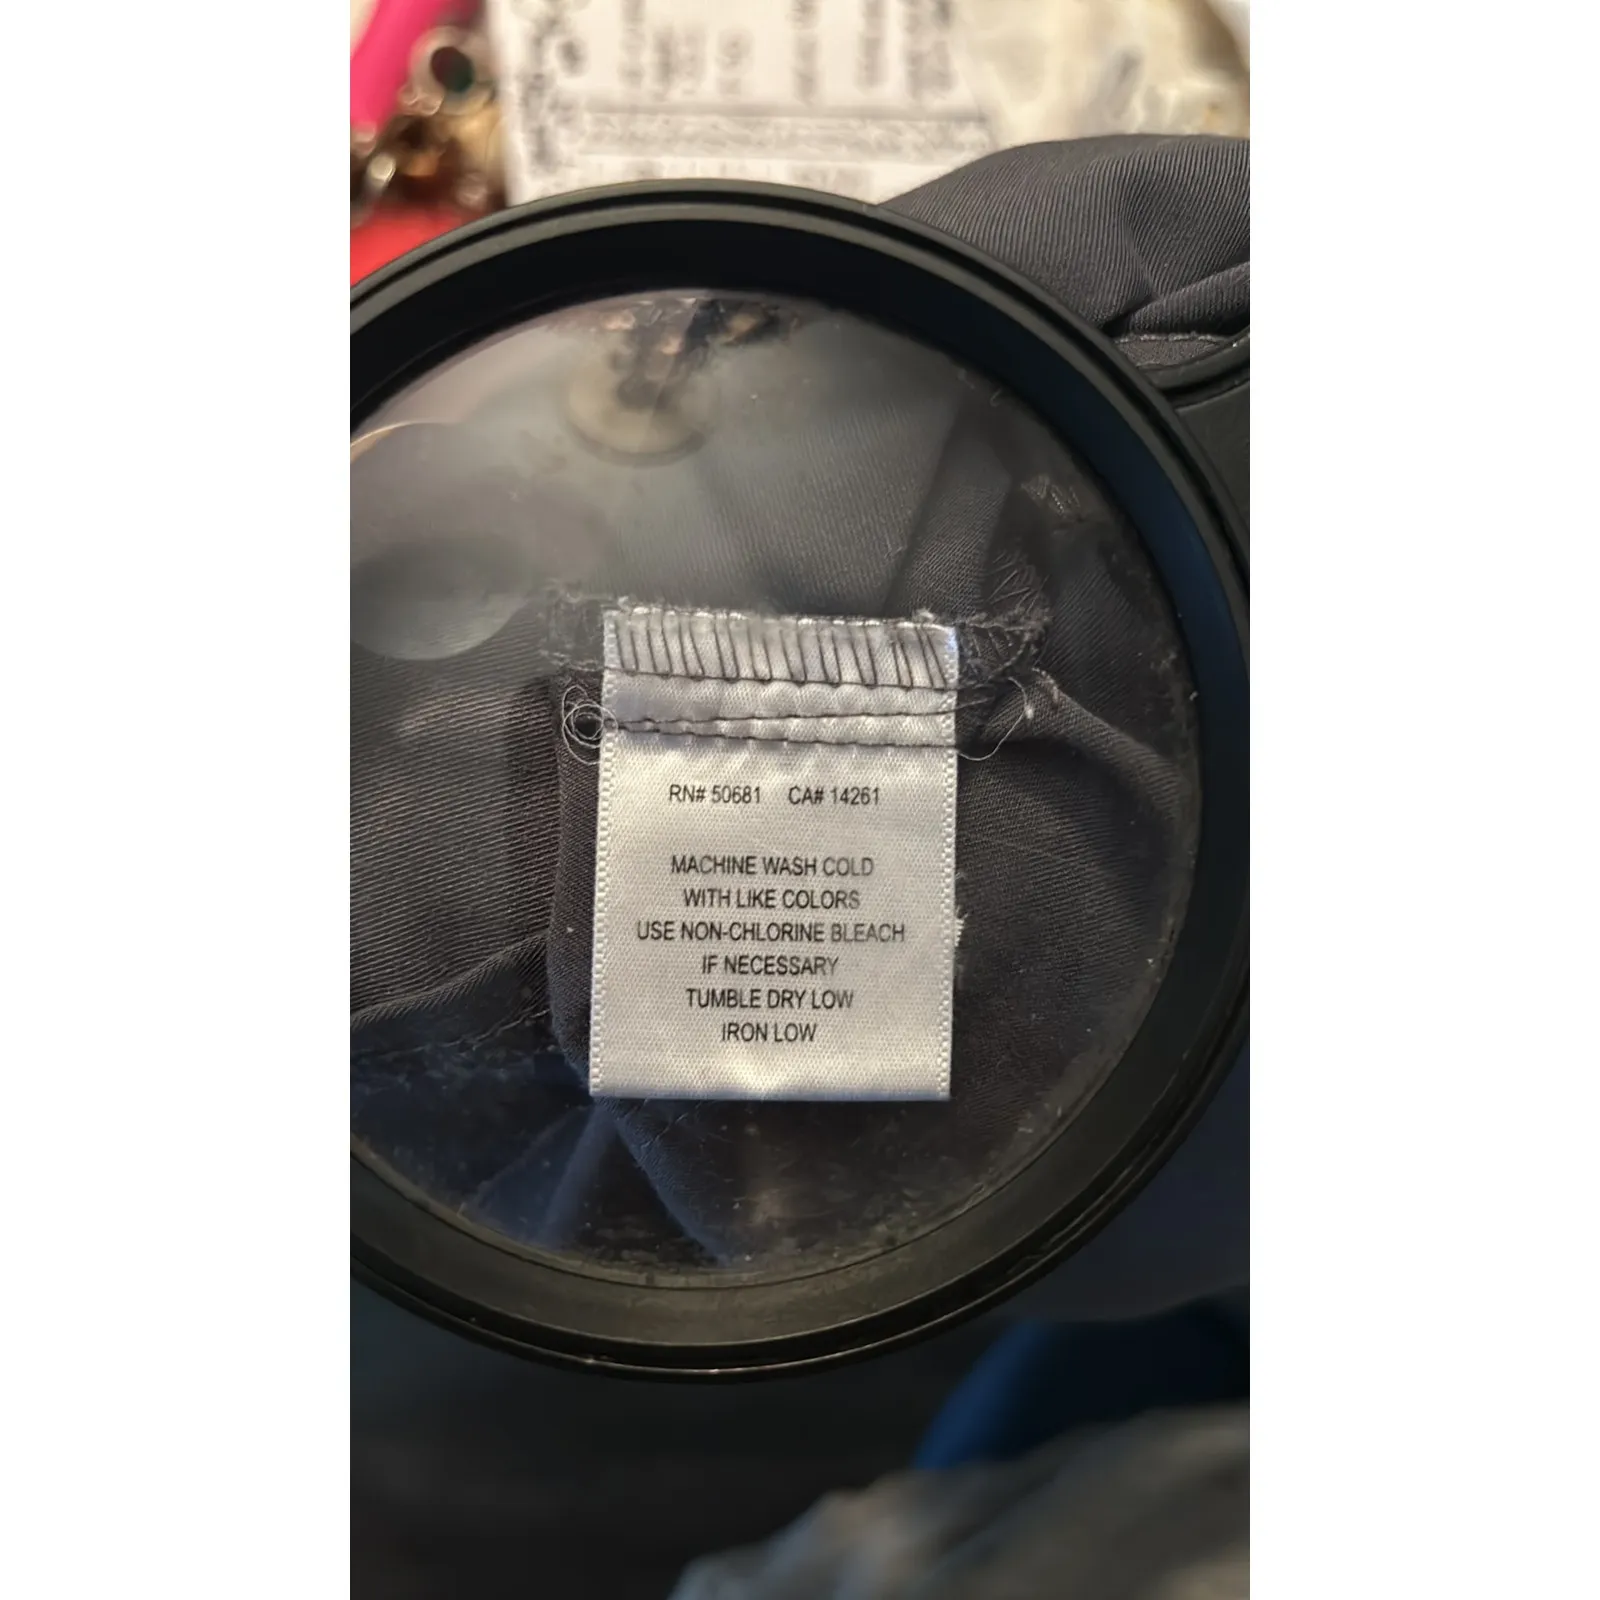 RN# 50681 CA# 14261
MACHINE WASH COLD
WITH LIKE COLORS
USE NON-CHLORINE BLEACH
IF NECESSARY
TUMBLE DRY LOW
IRON LOW